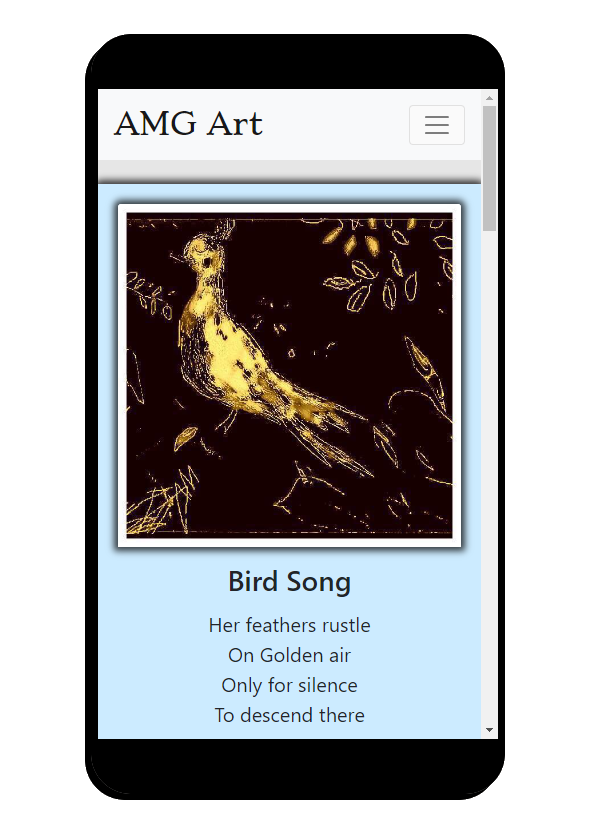 AMG Art
Bird Song
Her feathers rustle
On Golden air
Only for silence
To descend there